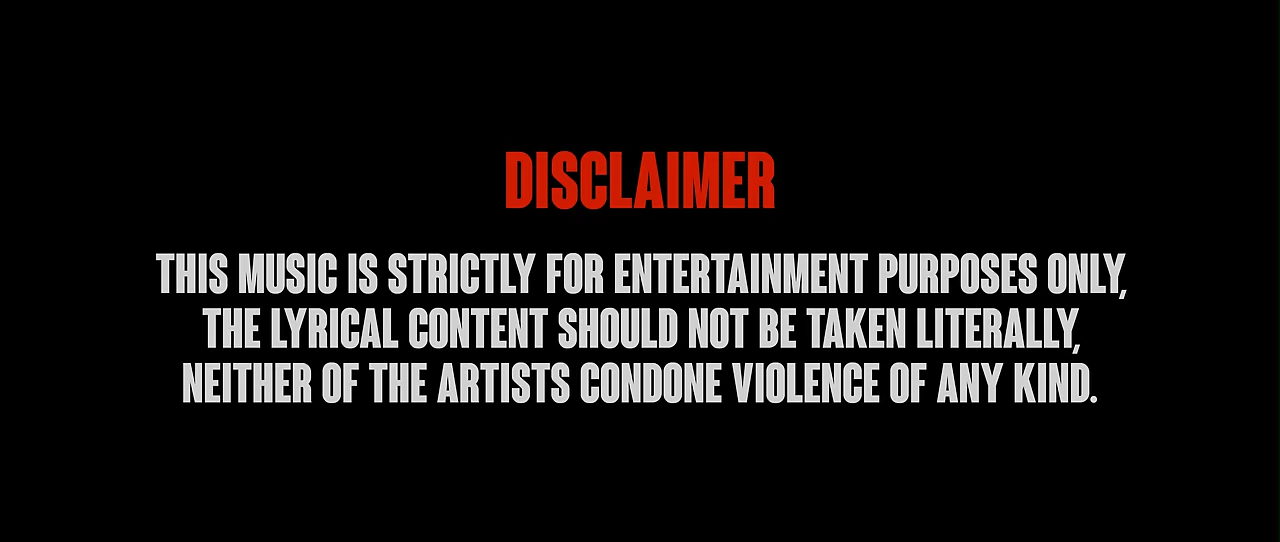 DISCLAIMER
THIS MUSIC IS STRICTLY FOR ENTERTAINMENT PURPOSES ONLY,
THE LYRICAL CONTENT SHOULD NOT BE TAKEN LITERALLY,
NEITHER OF THE ARTISTS CONDONE VIOLENCE OF ANY KIND.